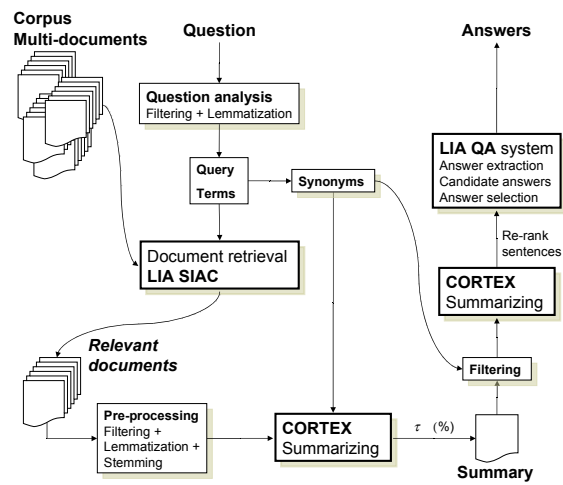 Corpus
Multi-documents
Question
Answers
Question analysis
Filtering + Lemmatization
LIA QA system
Answer extraction
Candidate answers
Answer selection
Query
Terms
Synonyms
Re-rank
sentences
Document retrieval
LIA SIAC
CORTEX
Summarizing
Relevant
documents
Filtering
Pre-processing
Filtering +
Lemmatization +
Stemming
CORTEX
Summarizing
τ (%)
Summary